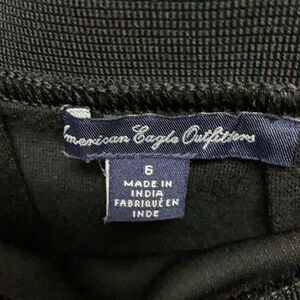 American Eagle Outfitters
6
MADE IN
INDIA
FABRIQUÉ EN
INDE